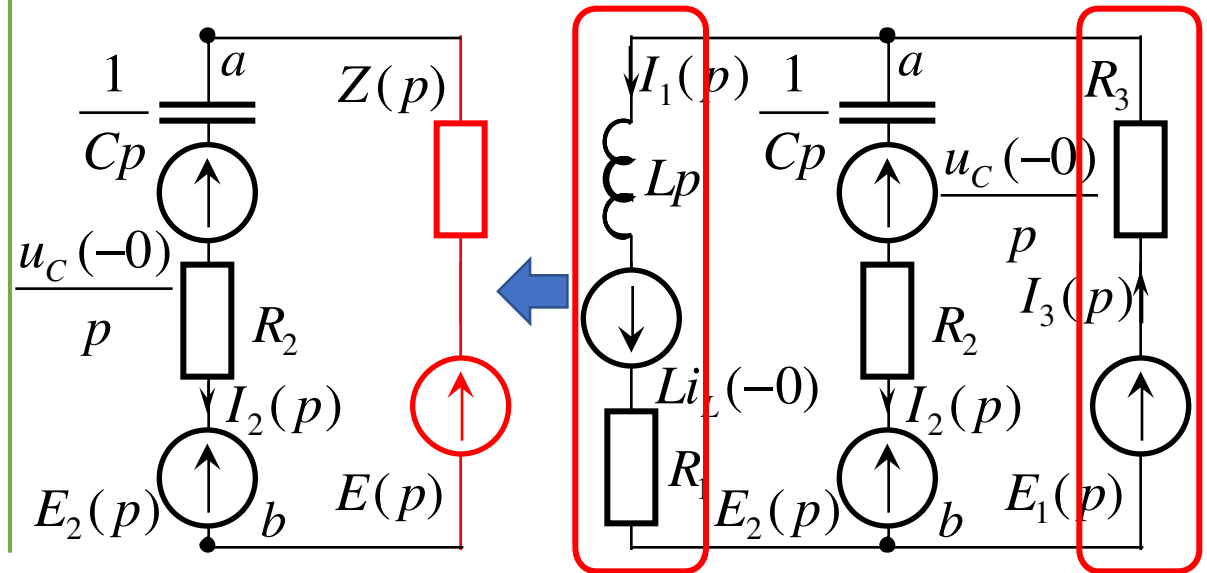 a
1/Cp
Z(p)
u_C(−0)/p
R_2
I_2(p)
E_2(p)
b
E(p)
I_1(p)
Lp
Li_L(−0)
R_1
a
1/Cp
u_C(−0)/p
R_2
I_2(p)
E_2(p)
b
R_3
I_3(p)
E_1(p)